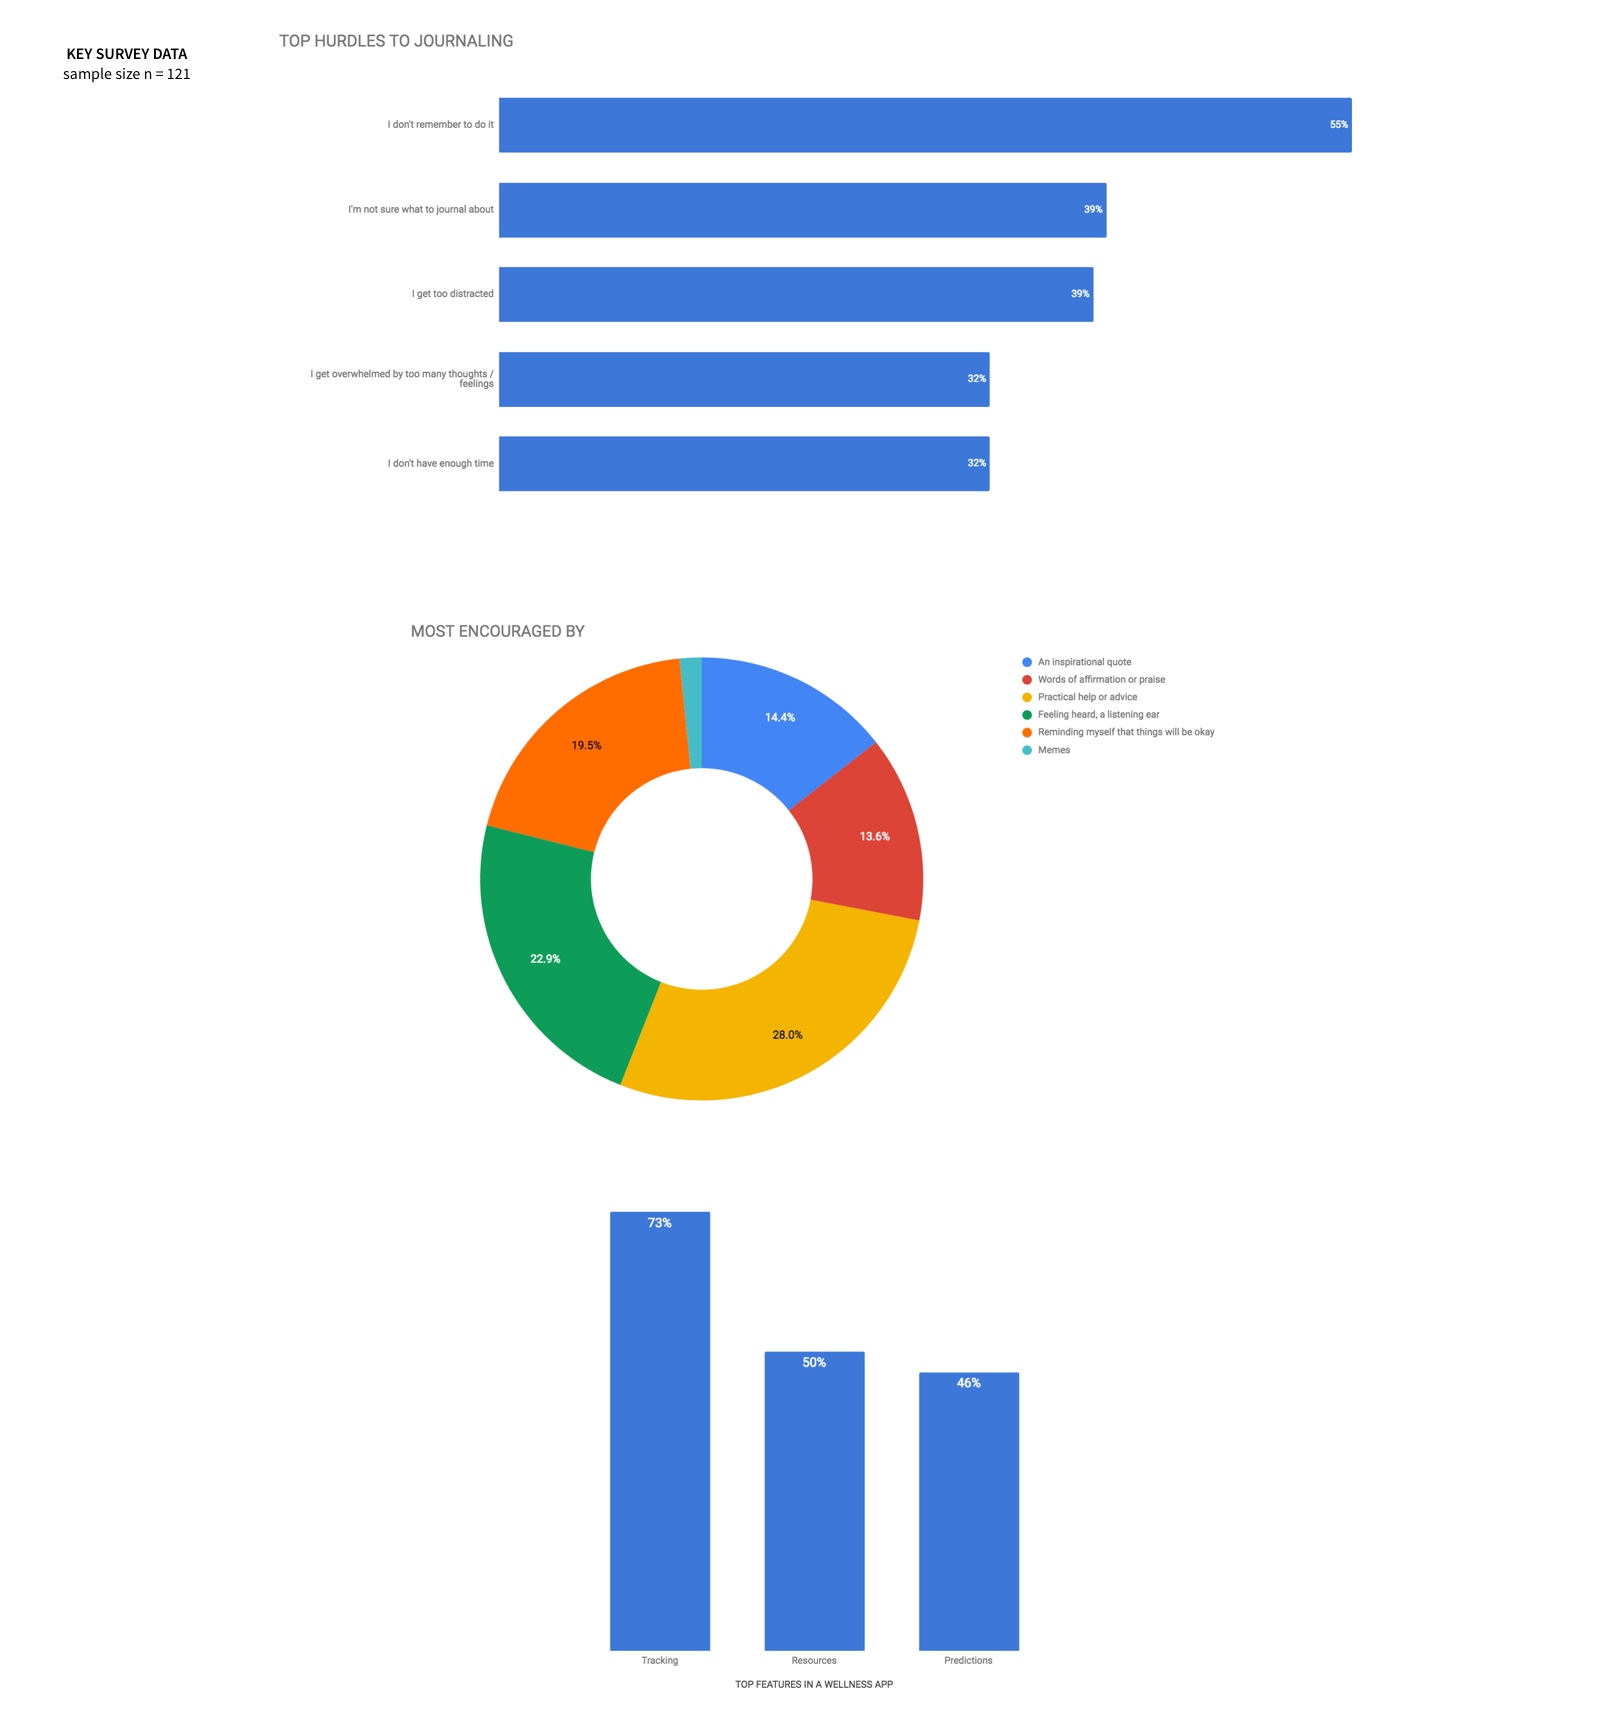 TOP HURDLES TO JOURNALING
KEY SURVEY DATA
sample size n = 121
I don't remember to do it
55%
I'm not sure what to journal about
39%
I get too distracted
39%
I get overwhelmed by too many thoughts /
feelings
32%
I don't have enough time
32%
MOST ENCOURAGED BY
An inspirational quote
Words of affirmation or praise
Practical help or advice
Feeling heard, a listening ear
Reminding myself that things will be okay
Memes
14.4%
19.5%
13.6%
22.9%
28.0%
73%
50%
46%
Tracking
Resources
Predictions
TOP FEATURES IN A WELLNESS APP